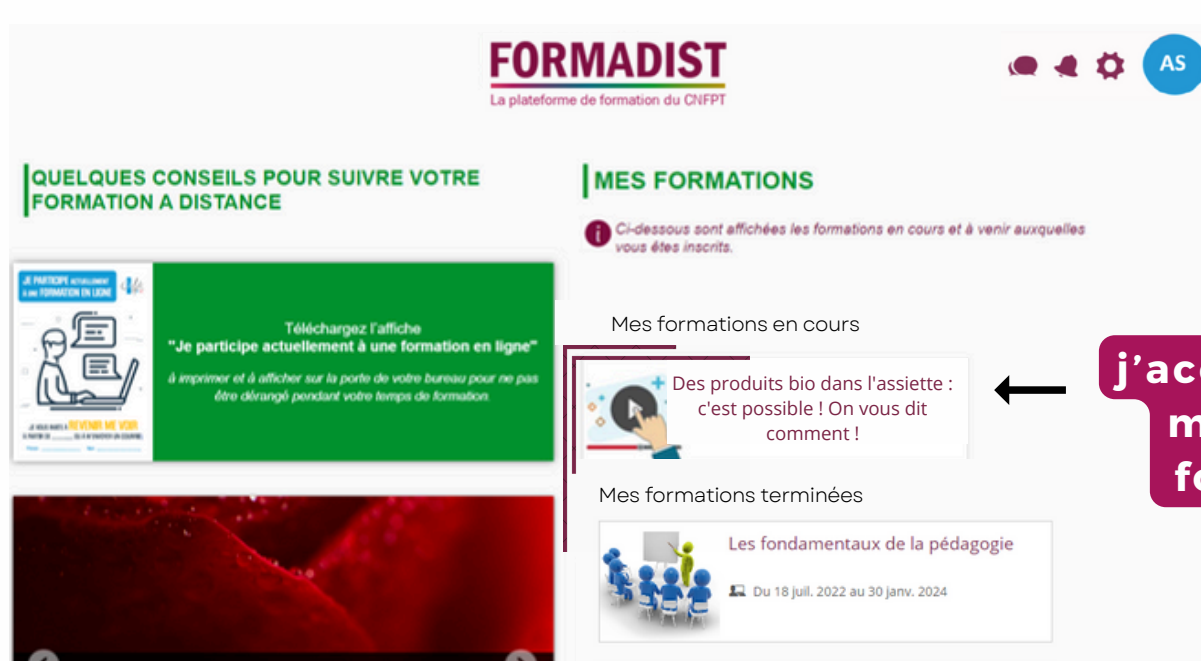 FORMADIST
La plateforme de formation du CNFPT
AS
QUELQUES CONSEILS POUR SUIVRE VOTRE
FORMATION A DISTANCE
JE PARTICIPE ACTUELLEMENT
A UNE FORMATION EN LIGNE
REVENIR ME VOIR
Téléchargez l'affiche
"Je participe actuellement à une formation en ligne"
à imprimer et à afficher sur la porte de votre bureau pour ne pas
être dérangé pendant votre temps de formation.
MES FORMATIONS
Ci-dessous sont affichées les formations en cours et à venir auxquelles
vous êtes inscrits.
Mes formations en cours
Des produits bio dans l'assiette :
c'est possible ! On vous dit
comment !
j'acc
m
fo
Mes formations terminées
Les fondamentaux de la pédagogie
Du 18 juil. 2022 au 30 janv. 2024